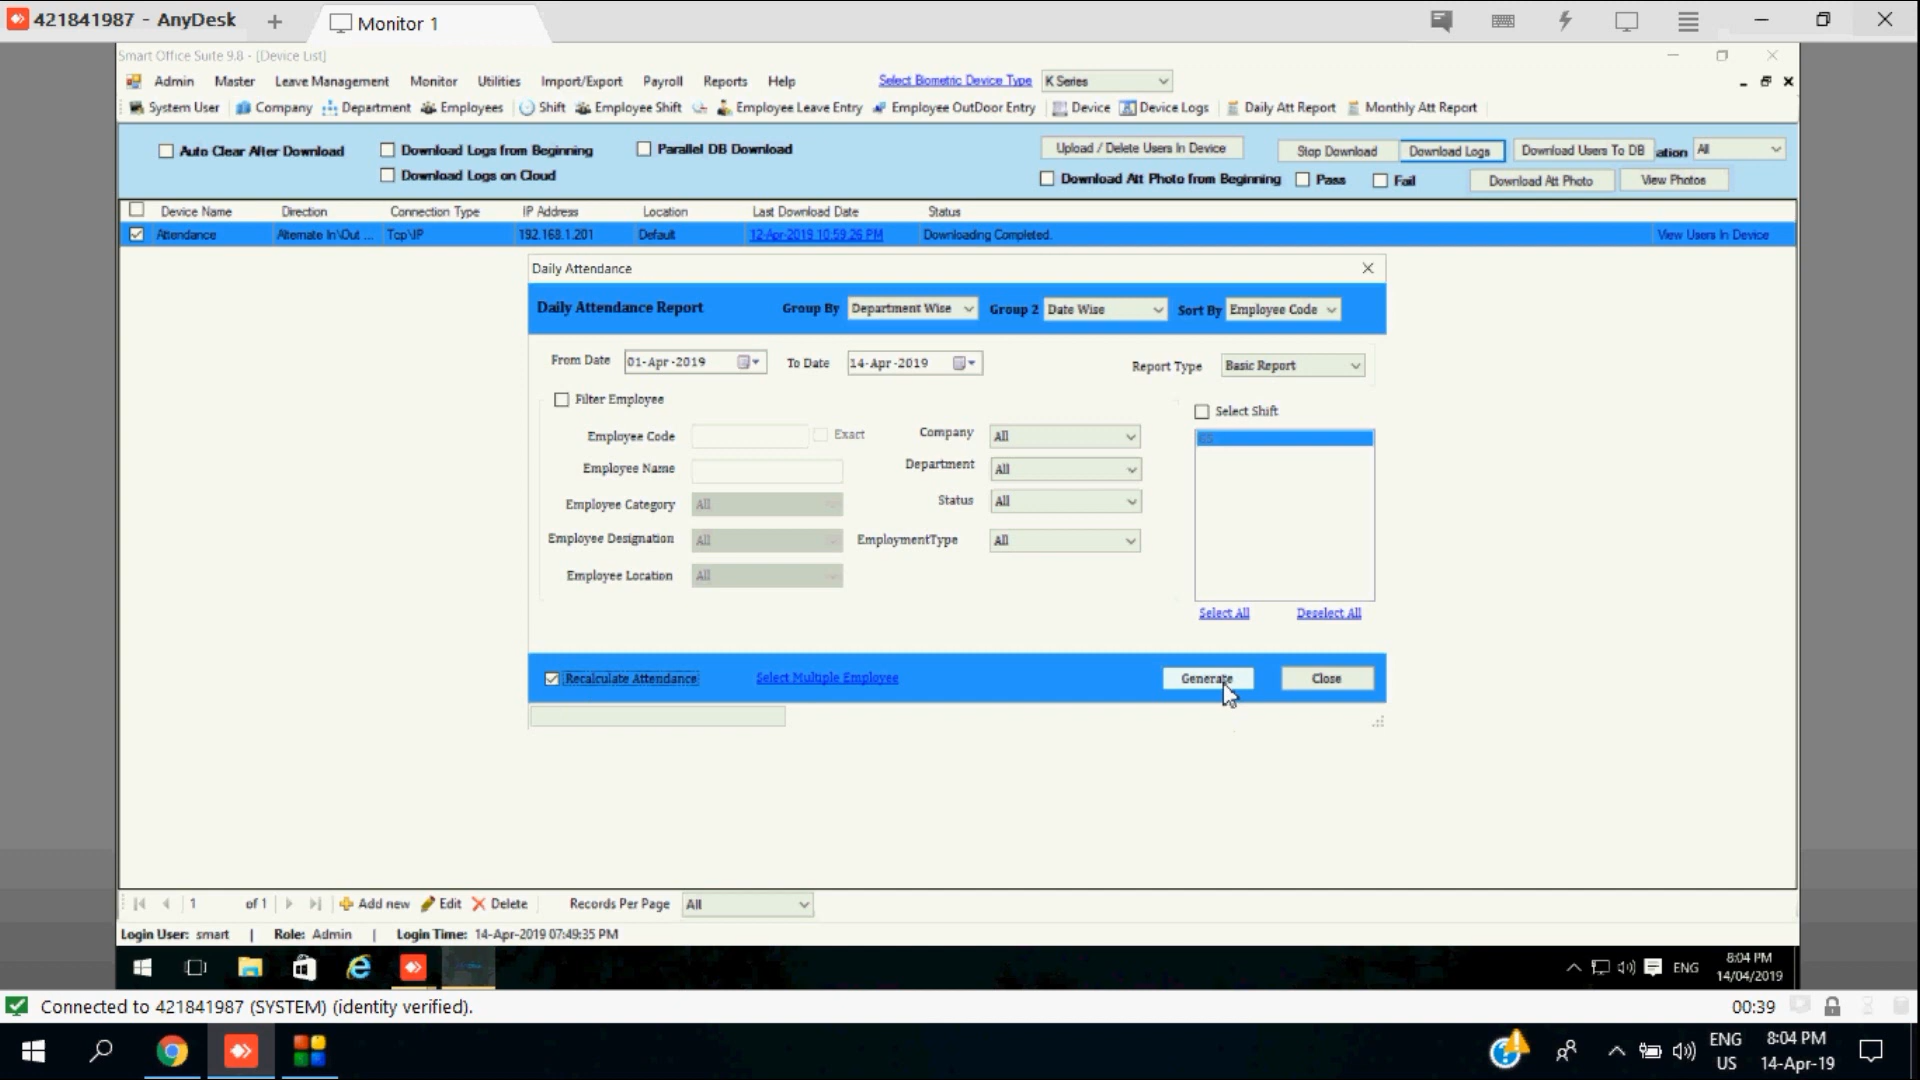 421841987 - AnyDesk
Monitor 1
Smart Office Suite 9.8 - [Device List]
Admin Master Leave Management Monitor Utilities Import/Export Payroll Reports Help Select Biometric Device Type K Series
System User Company Department Employees Shift Employee Shift Employee Leave Entry Employee OutDoor Entry Device Device Logs Daily Att Report Monthly Att Report
Auto Clear After Download Download Logs from Beginning Parallel DB Download Upload / Delete Users In Device Stop Download Download Logs Download Users To DB ation All
Download Logs on Cloud Download Att Photo from Beginning Pass Fail Download Att Photo View Photos
Device Name Direction Connection Type IP Address Location Last Download Date Status
Attendance Alternate In\Out ... Tcp\IP 192.168.1.201 Default 12-Apr-2019 10:59:26 PM Downloading Completed. View Users In Device
Daily Attendance
Daily Attendance Report Group By Department Wise Group 2 Date Wise Sort By Employee Code
From Date 01-Apr-2019 To Date 14-Apr-2019 Report Type Basic Report
Filter Employee Select Shift
Employee Code Exact Company All
GS
Employee Name Department All
Employee Category All Status All
Employee Designation All EmploymentType All
Employee Location All
Select All Deselect All
Recalculate Attendance Select Multiple Employee Generate Close
1 of 1 Add new Edit Delete Records Per Page All
Login User: smart | Role: Admin | Login Time: 14-Apr-2019 07:49:35 PM
ENG 8:04 PM
14/04/2019
Connected to 421841987 (SYSTEM) (identity verified). 00:39
ENG 8:04 PM
US 14-Apr-19